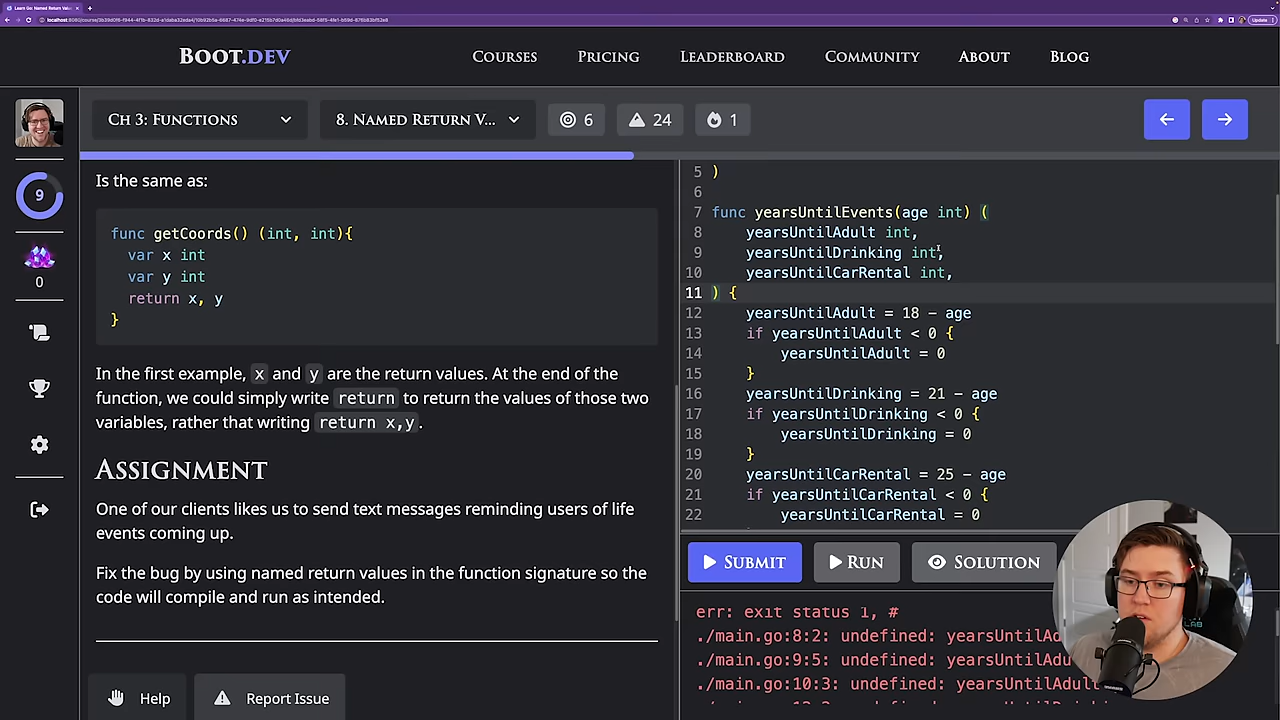 Learn Go: Named Return Valu
Update
BOOT.DEV
COURSES
PRICING
LEADERBOARD
COMMUNITY
ABOUT
BLOG
CH 3: FUNCTIONS
8. NAMED RETURN V...
6
24
1
9
0
Is the same as:
func getCoords() (int, int){
var x int
var y int
return x, y
}
In the first example, x and y are the return values. At the end of the
function, we could simply write return to return the values of those two
variables, rather that writing return x,y.
ASSIGNMENT
One of our clients likes us to send text messages reminding users of life
events coming up.
Fix the bug by using named return values in the function signature so the
code will compile and run as intended.
Help
Report Issue
5 )
6
7 func yearsUntilEvents(age int) (
8 yearsUntilAdult int,
9 yearsUntilDrinking int,
10 yearsUntilCarRental int,
11 ) {
12 yearsUntilAdult = 18 - age
13 if yearsUntilAdult < 0 {
14 yearsUntilAdult = 0
15 }
16 yearsUntilDrinking = 21 - age
17 if yearsUntilDrinking < 0 {
18 yearsUntilDrinking = 0
19 }
20 yearsUntilCarRental = 25 - age
21 if yearsUntilCarRental < 0 {
22 yearsUntilCarRental = 0
SUBMIT
RUN
SOLUTION
err: exit status 1, #
./main.go:8:2: undefined: yearsUntilAd
./main.go:9:5: undefined: yearsUntilAdu
./main.go:10:3: undefined: yearsUntilAdult